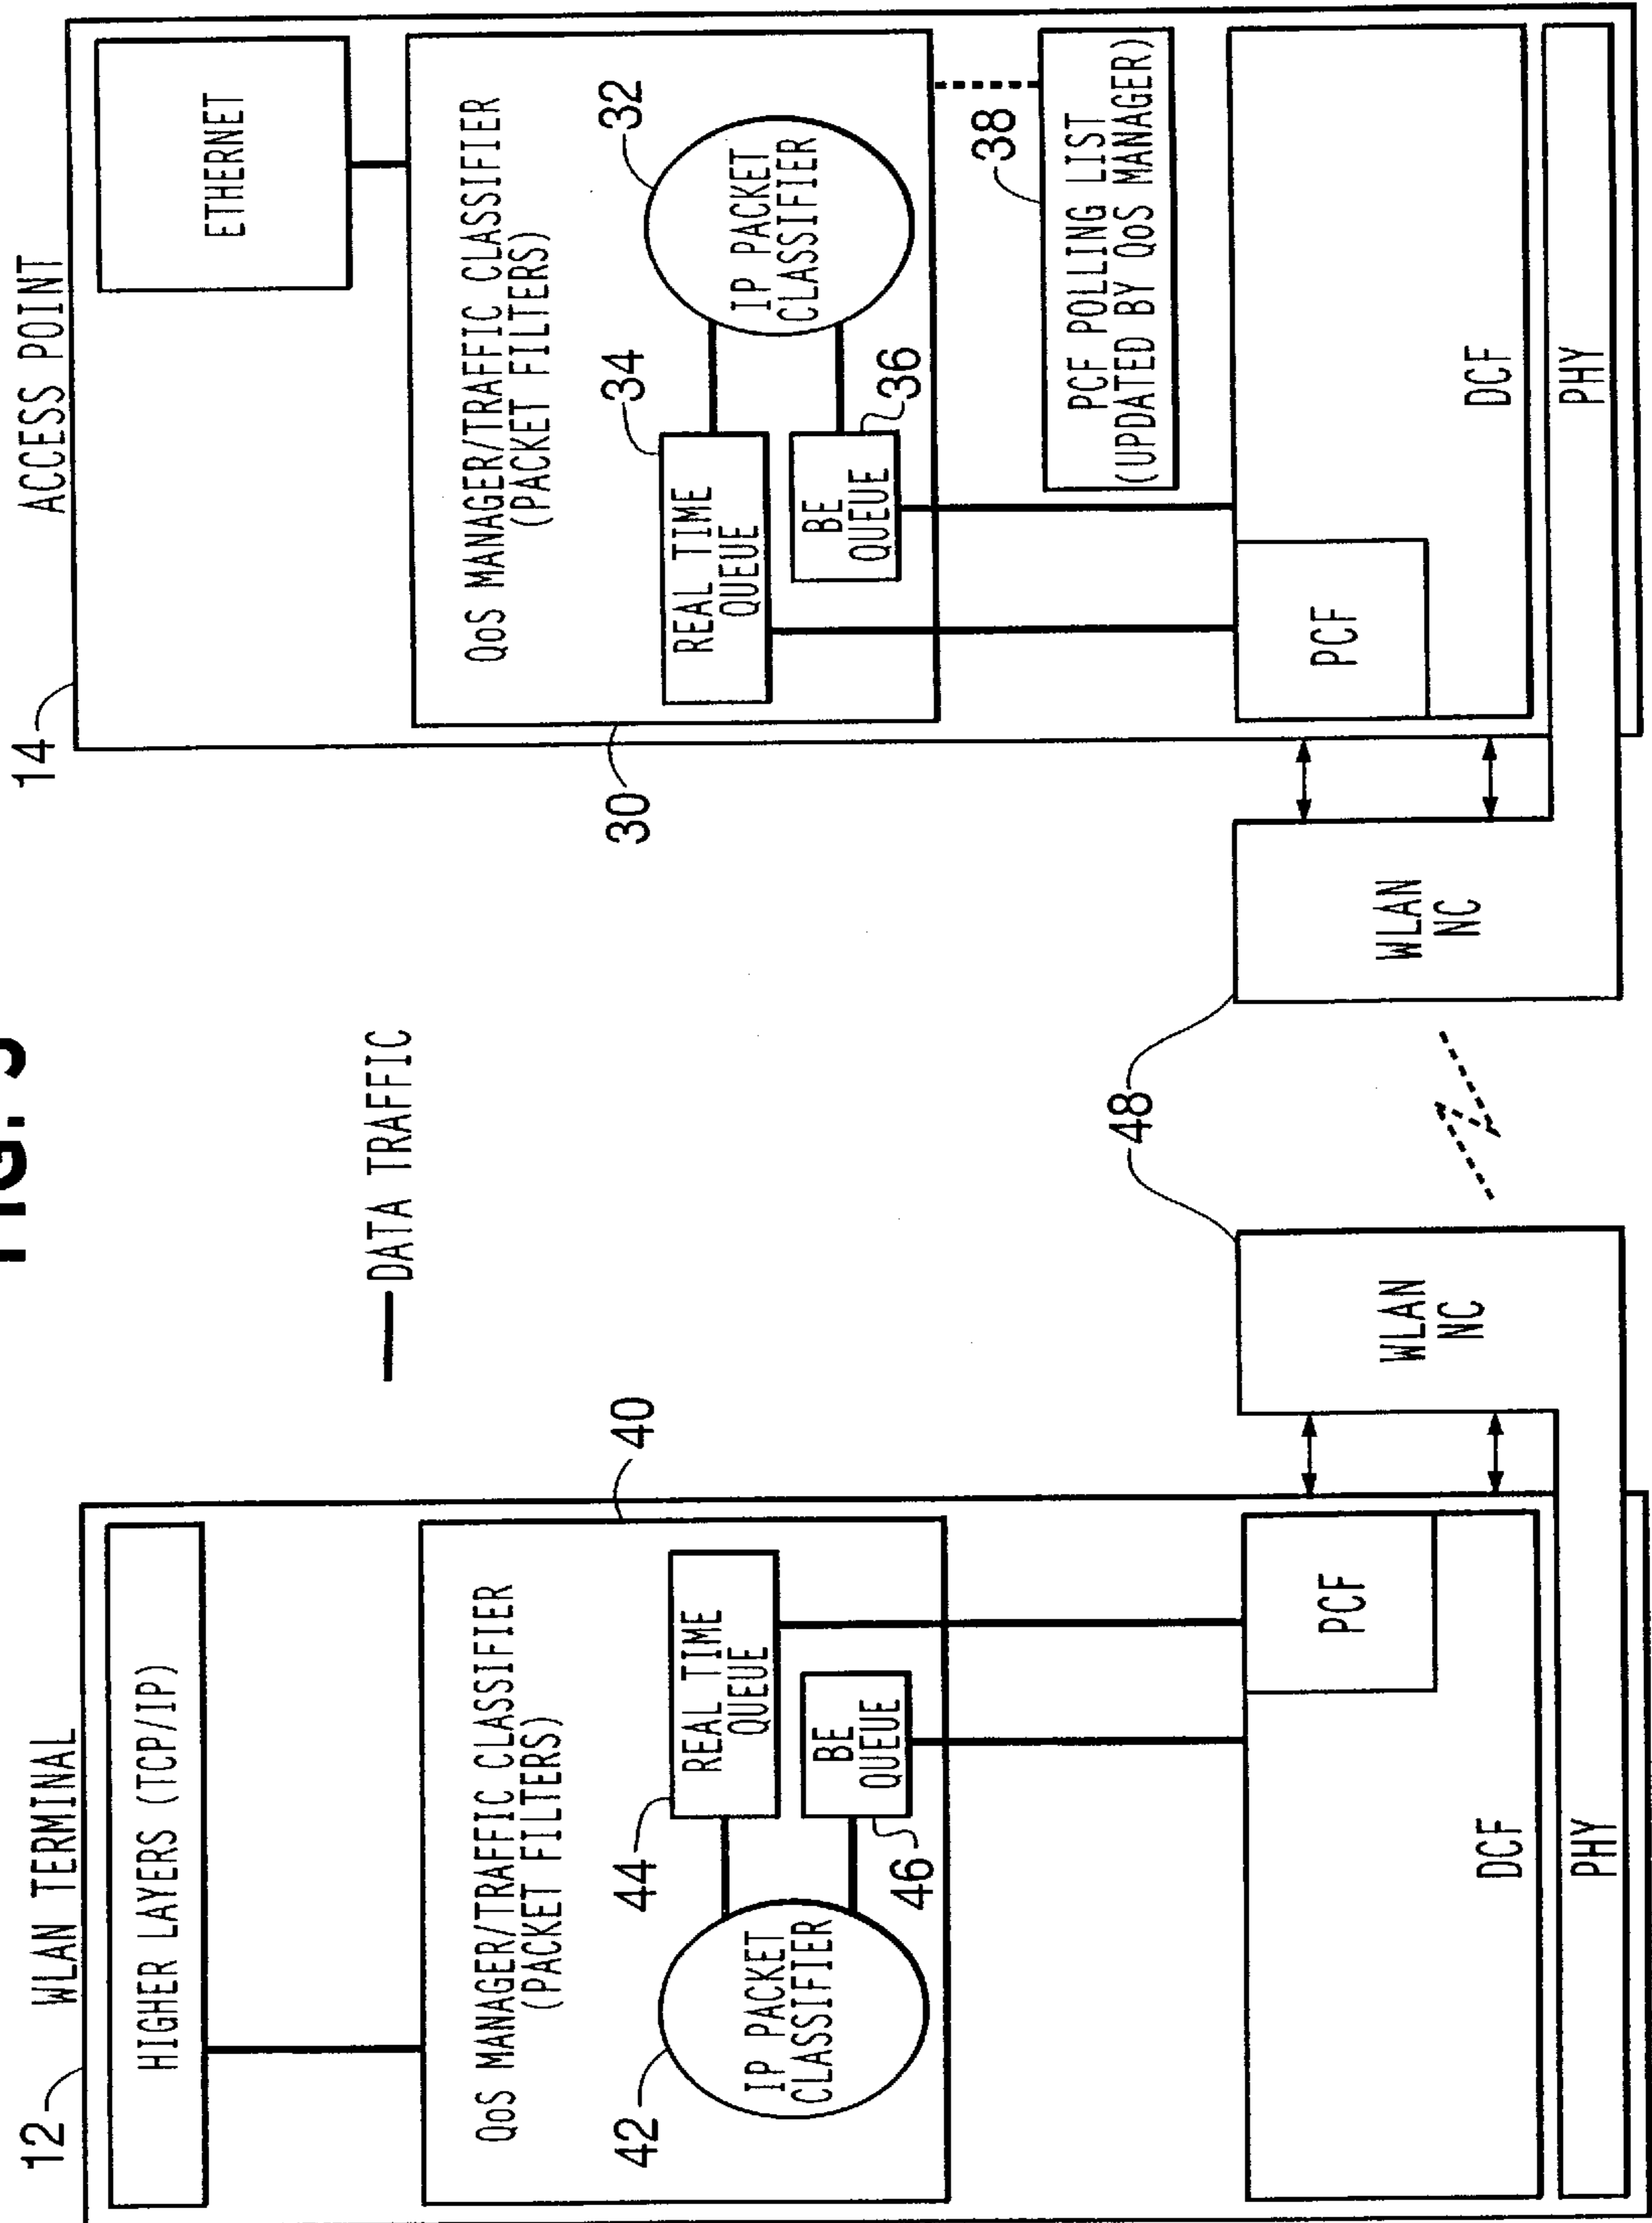 FIG. 3
DATA TRAFFIC
12
WLAN TERMINAL
HIGHER LAYERS (TCP/IP)
QoS MANAGER/TRAFFIC CLASSIFIER
(PACKET FILTERS)
40
42
IP PACKET
CLASSIFIER
44
REAL TIME
QUEUE
46
BE
QUEUE
PCF
DCF
PHY
WLAN
NC
48
WLAN
NC
14
ACCESS POINT
ETHERNET
QoS MANAGER/TRAFFIC CLASSIFIER
(PACKET FILTERS)
30
34
REAL TIME
QUEUE
36
BE
QUEUE
32
IP PACKET
CLASSIFIER
38
PCF POLLING LIST
(UPDATED BY QoS MANAGER)
PCF
DCF
PHY